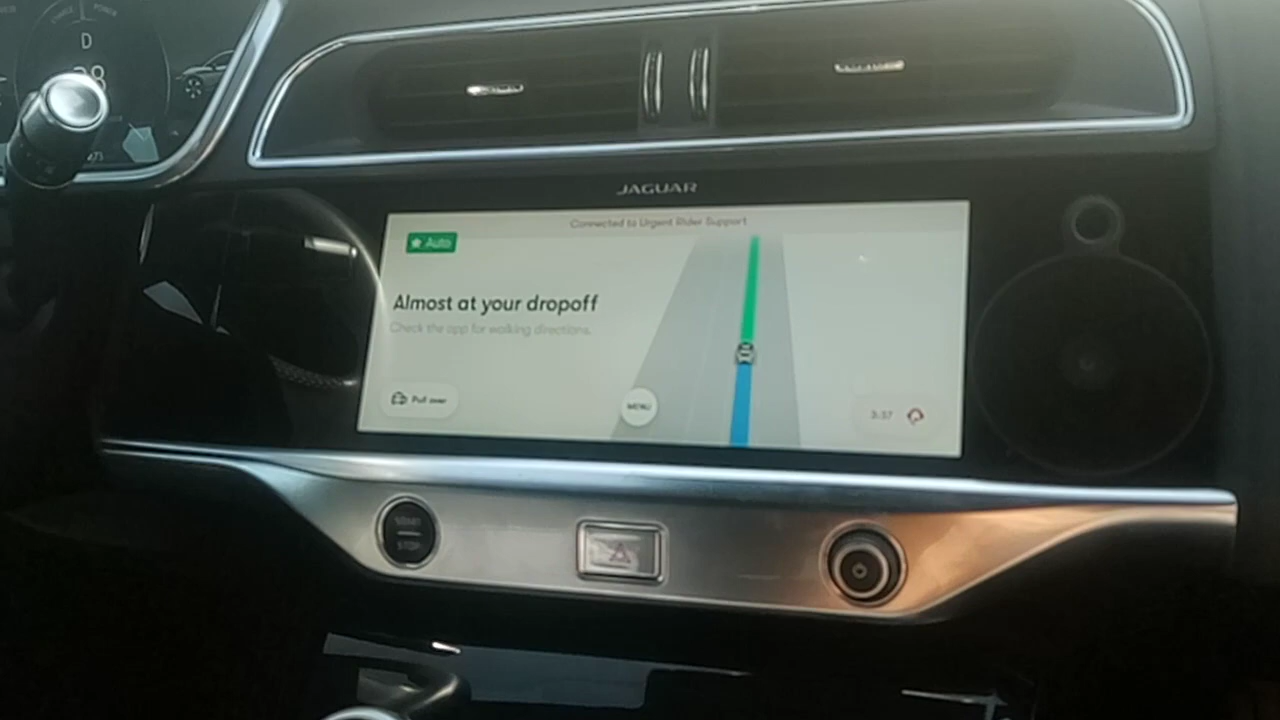 D
JAGUAR
Connected to Urgent Rider Support
Auto
Almost at your dropoff
Check the app for walking directions.
Pull over
MENU
3:37
START
STOP